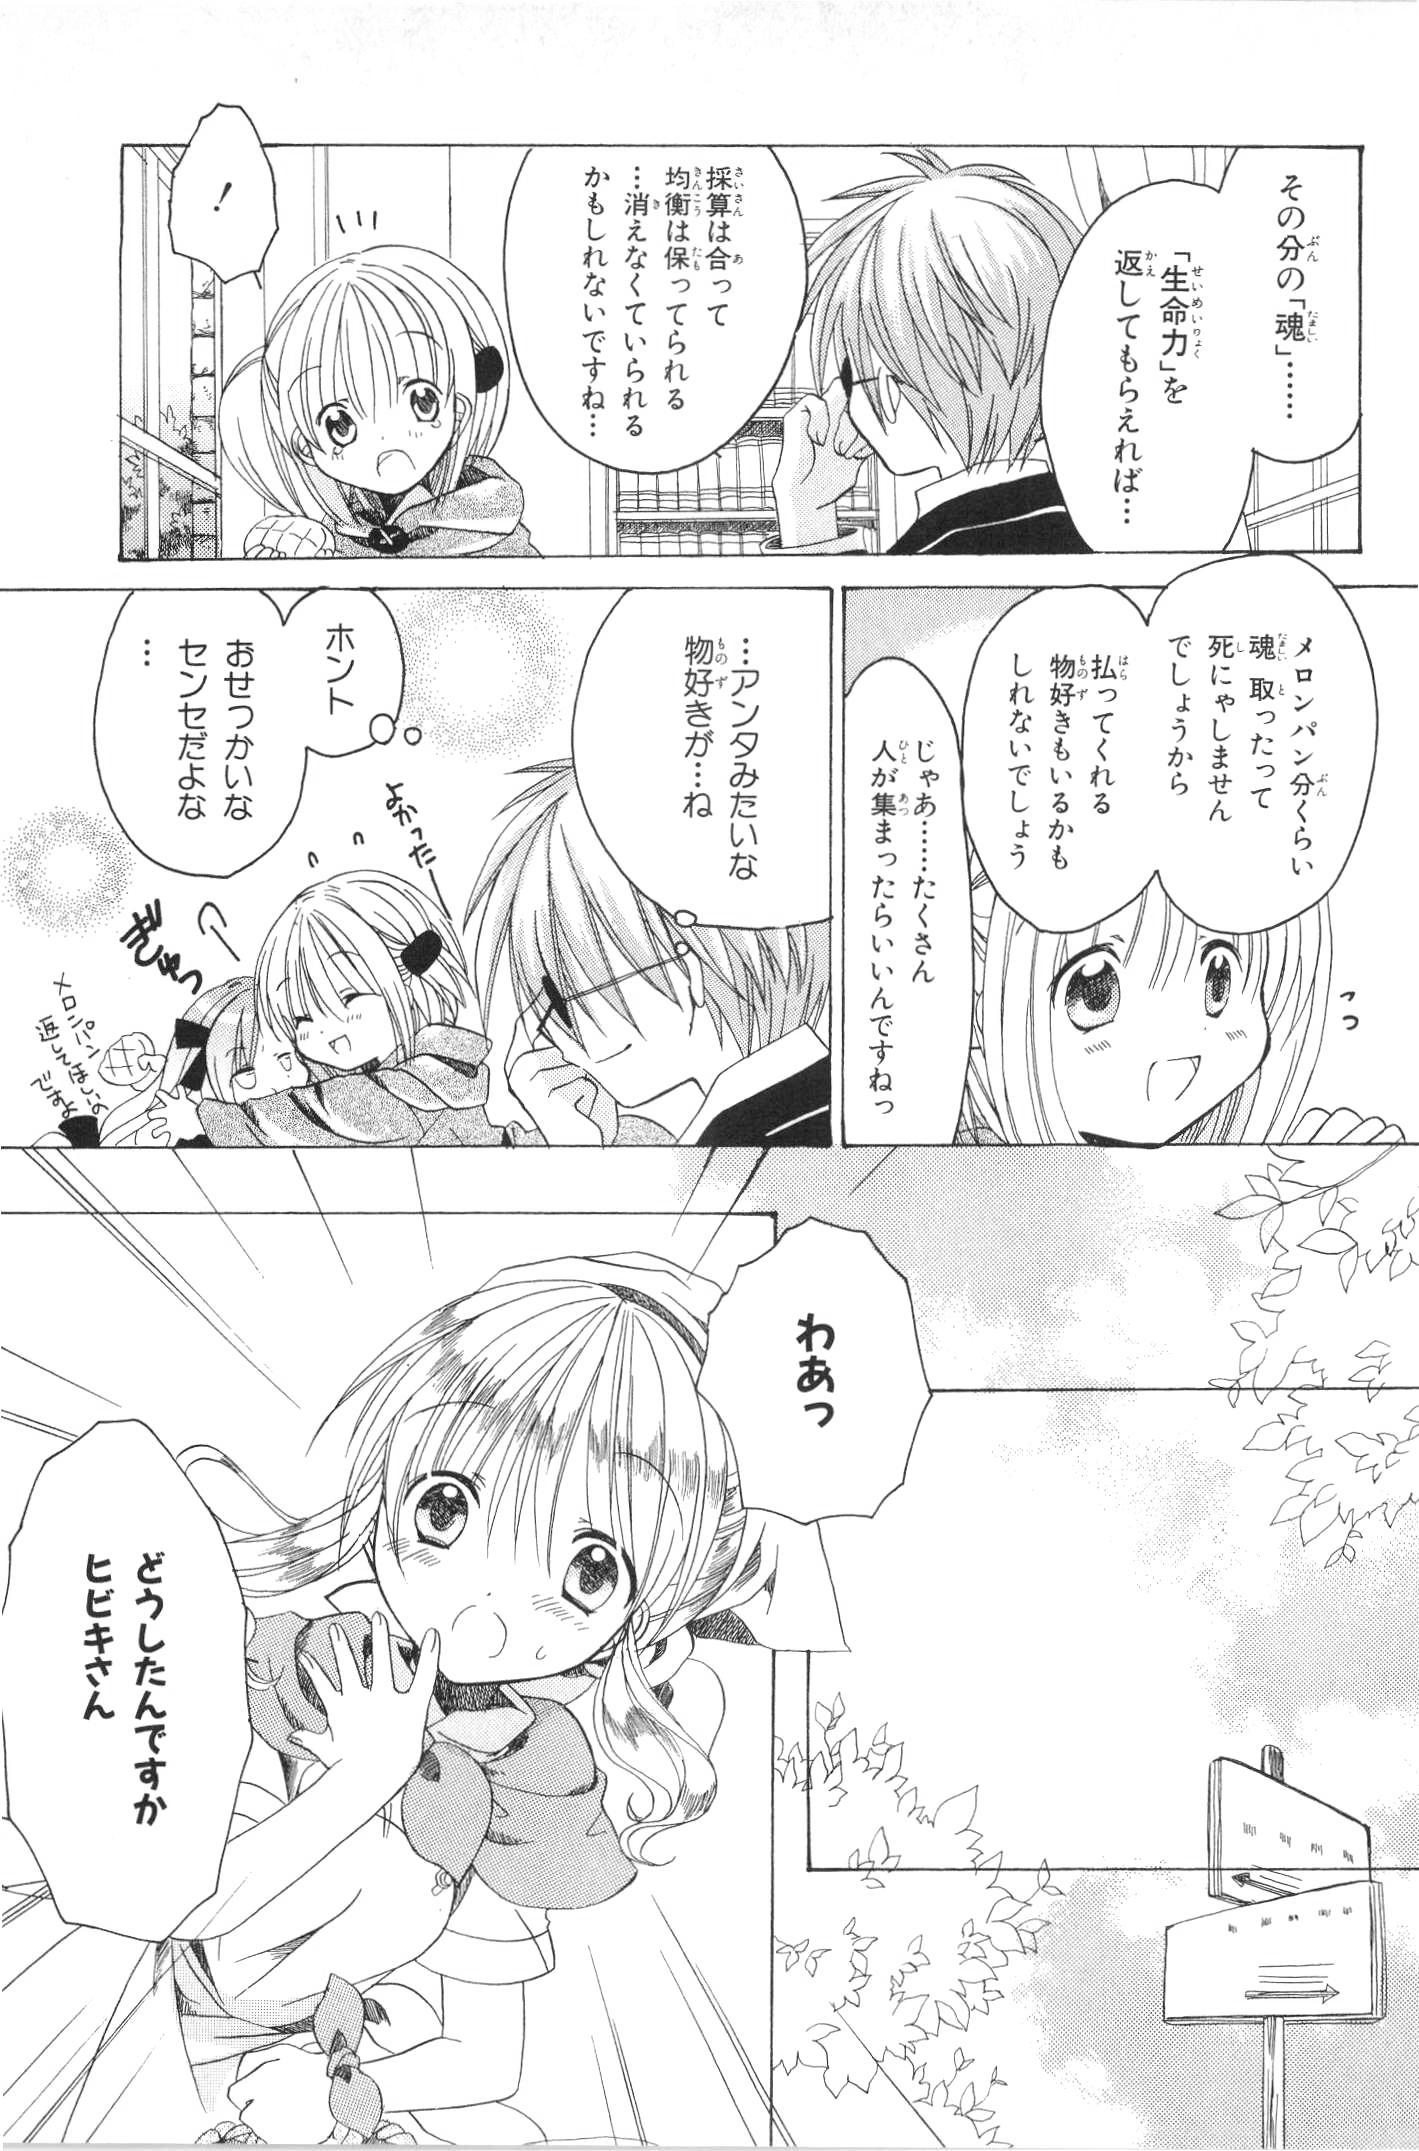 その分の「魂」……
「生命力」を
返してもらえれば…
採算は合って
均衡は保ってられる
…消えなくていられる
かもしれないですね…
！
メロンパン分くらい
魂取ったって
死にゃしません
でしょうから
払ってくれる
物好きもいるかも
しれないでしょう
じゃあ……たくさん
人が集まったらいいんですねっ
…アンタみたいな
物好きが…ね
ホント
おせっかいな
センセだよな
…
よかったー
ぎゅっ
メロンパン
返してほしいの
ですよ
わあっ
どうしたんですか
ヒビキさん